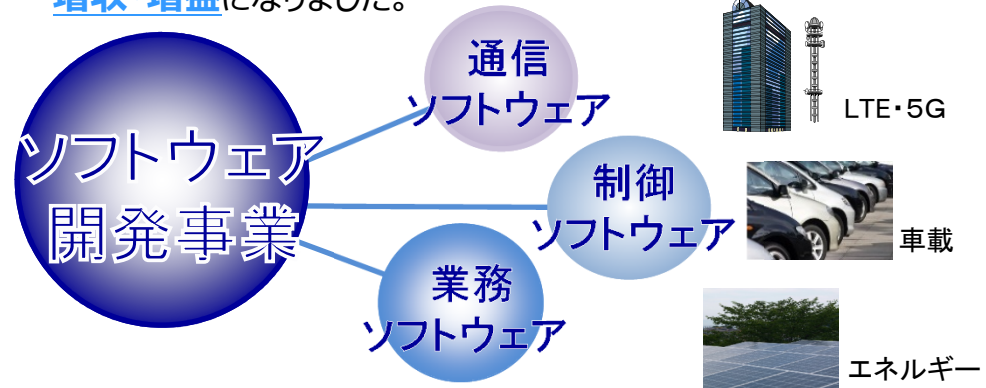 増収・増益になりました。
通信
ソフトウェア
LTE・5G
ソフトウェア
開発事業
制御
ソフトウェア
車載
業務
ソフトウェア
エネルギー